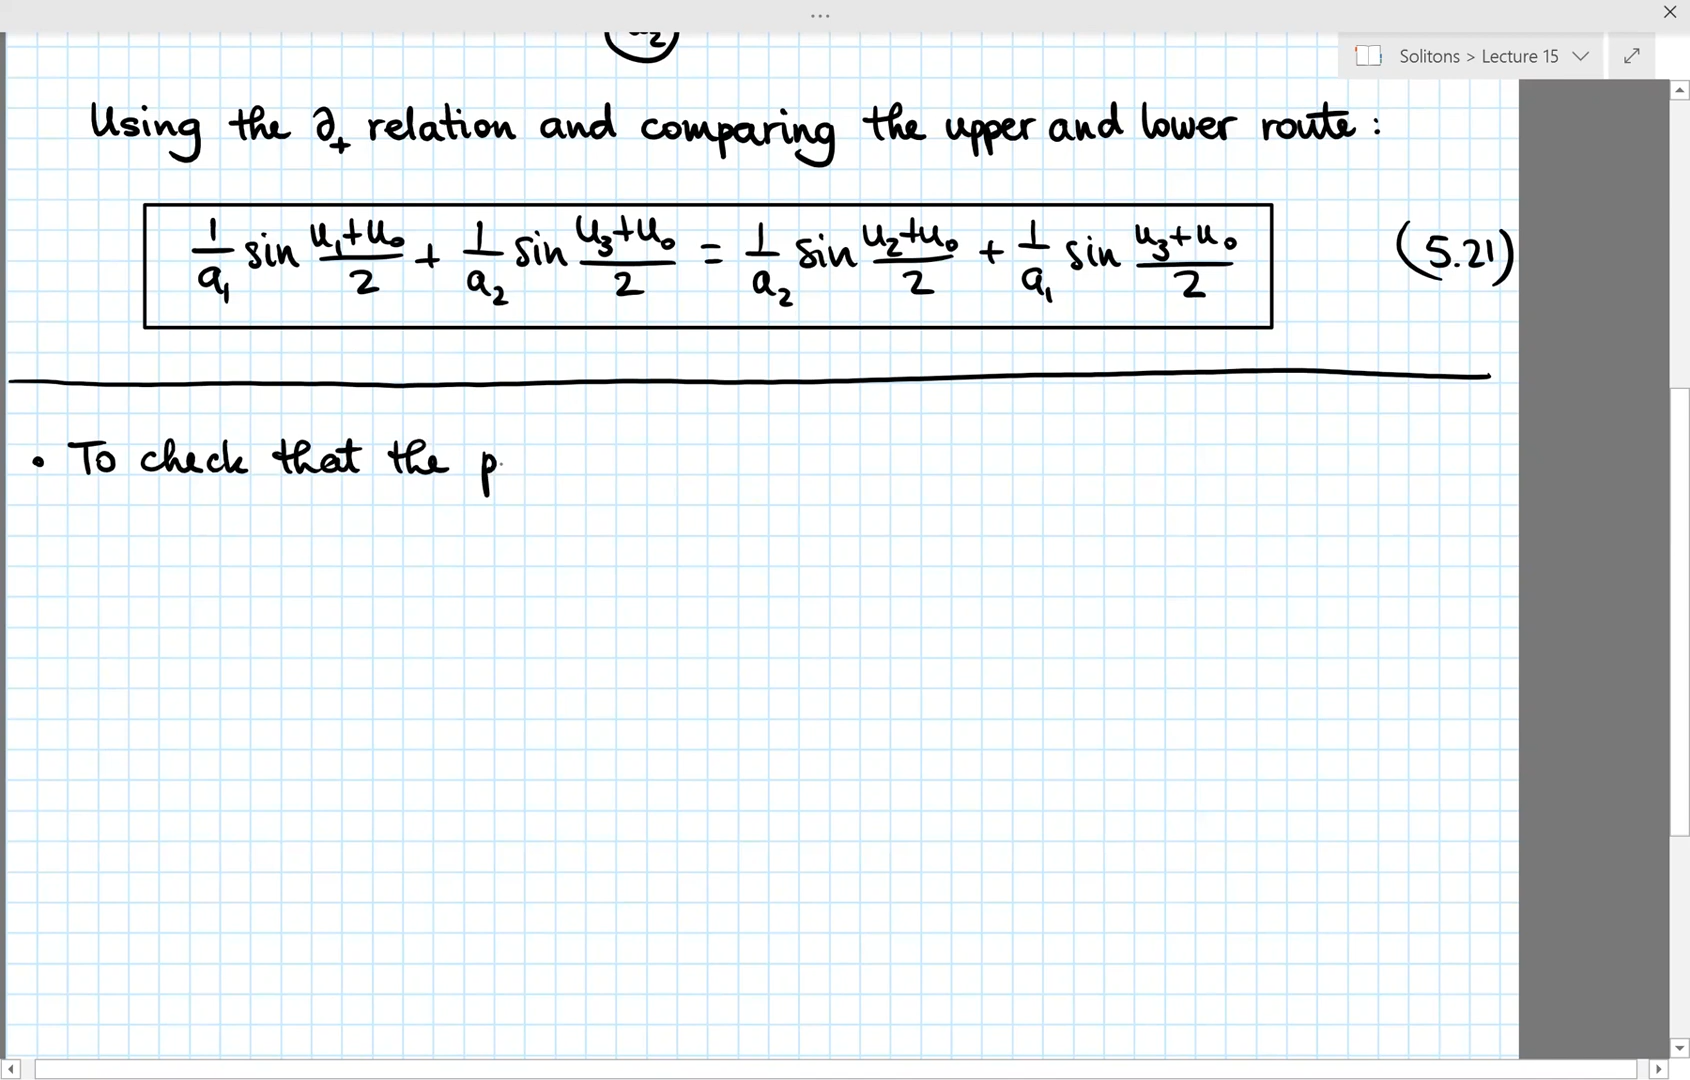 Solitons > Lecture 15
Using the ∂₊ relation and comparing the upper and lower route :
1/a₁ sin (u₁+u₀)/2 + 1/a₂ sin (u₃+u₀)/2 = 1/a₂ sin (u₂+u₀)/2 + 1/a₁ sin (u₃+u₀)/2 (5.21)
• To check that the p